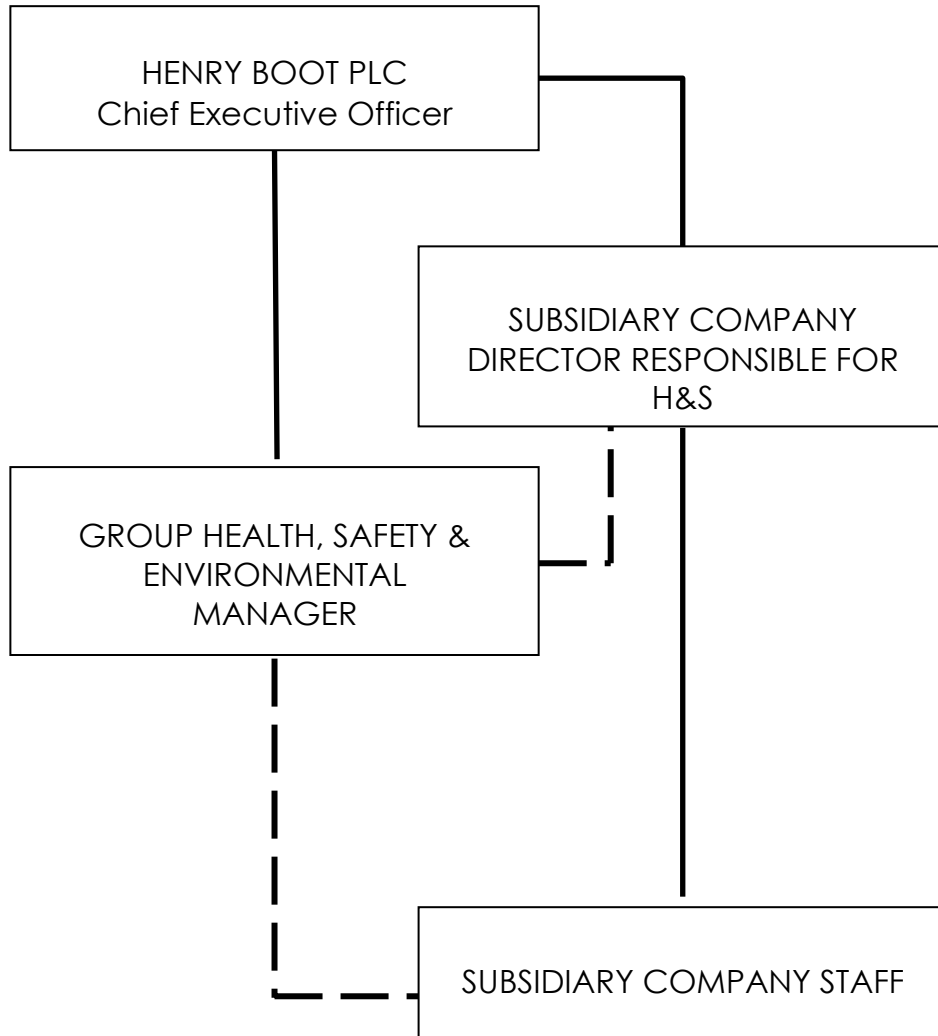 HENRY BOOT PLC
Chief Executive Officer
SUBSIDIARY COMPANY
DIRECTOR RESPONSIBLE FOR
H&S
GROUP HEALTH, SAFETY &
ENVIRONMENTAL
MANAGER
SUBSIDIARY COMPANY STAFF